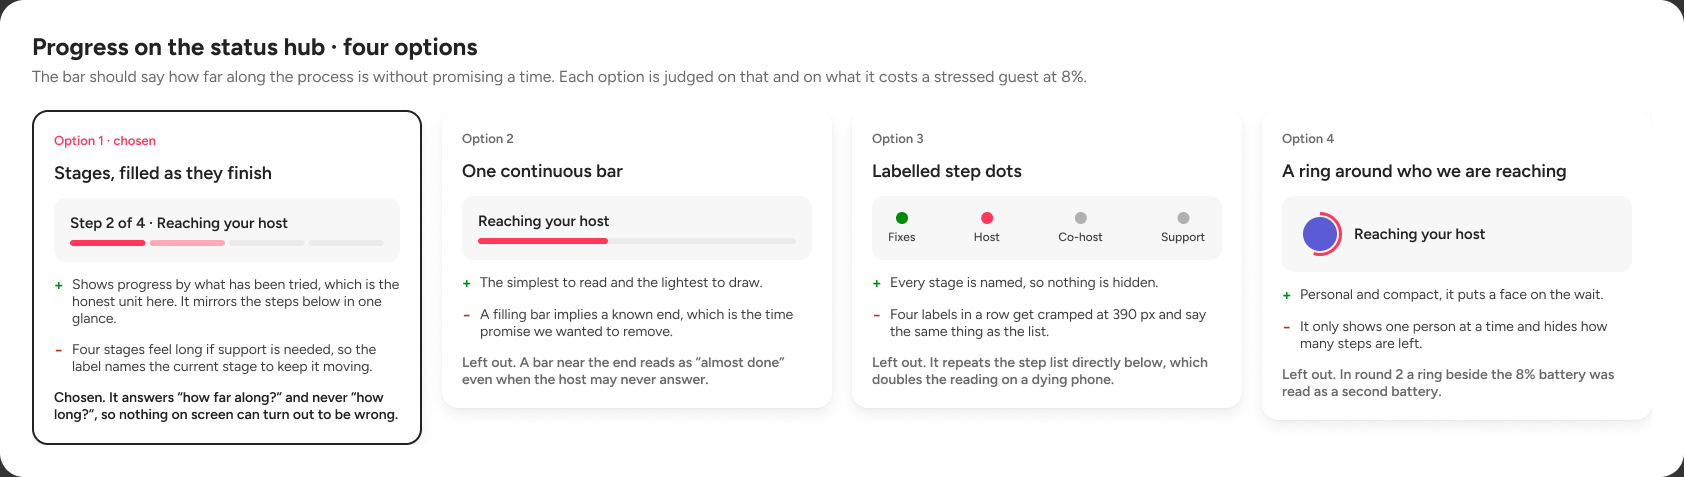 Progress on the status hub · four options
The bar should say how far along the process is without promising a time. Each option is judged on that and on what it costs a stressed guest at 8%.
Option 1 · chosen
Stages, filled as they finish
Step 2 of 4 · Reaching your host
+ Shows progress by what has been tried, which is the
honest unit here. It mirrors the steps below in one
glance.
– Four stages feel long if support is needed, so the
label names the current stage to keep it moving.
Chosen. It answers “how far along?” and never “how
long?”, so nothing on screen can turn out to be wrong.
Option 2
One continuous bar
Reaching your host
+ The simplest to read and the lightest to draw.
– A filling bar implies a known end, which is the time
promise we wanted to remove.
Left out. A bar near the end reads as “almost done”
even when the host may never answer.
Option 3
Labelled step dots
Fixes Host Co-host Support
+ Every stage is named, so nothing is hidden.
– Four labels in a row get cramped at 390 px and say
the same thing as the list.
Left out. It repeats the step list directly below, which
doubles the reading on a dying phone.
Option 4
A ring around who we are reaching
Reaching your host
+ Personal and compact, it puts a face on the wait.
– It only shows one person at a time and hides how
many steps are left.
Left out. In round 2 a ring beside the 8% battery was
read as a second battery.